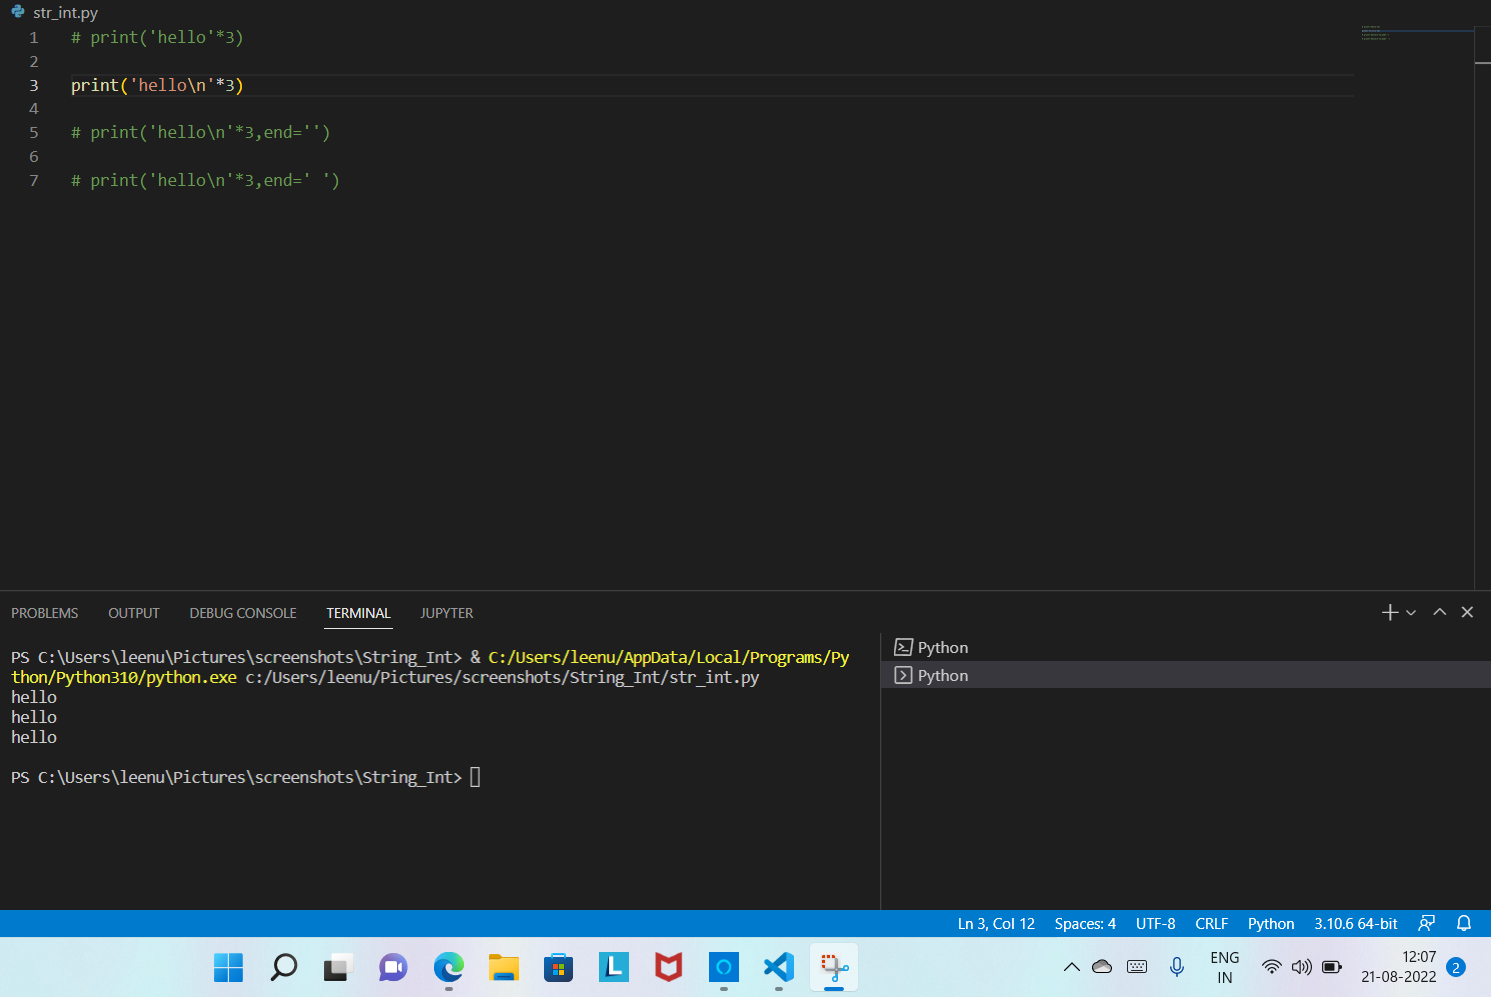 str_int.py
1 # print('hello'*3)
2
3 print('hello\n'*3)
4
5 # print('hello\n'*3,end='')
6
7 # print('hello\n'*3,end=' ')
PROBLEMS OUTPUT DEBUG CONSOLE TERMINAL JUPYTER
PS C:\Users\leenu\Pictures\screenshots\String_Int> & C:/Users/leenu/AppData/Local/Programs/Py
thon/Python310/python.exe c:/Users/leenu/Pictures/screenshots/String_Int/str_int.py
hello
hello
hello
PS C:\Users\leenu\Pictures\screenshots\String_Int>
Python
Python
Ln 3, Col 12 Spaces: 4 UTF-8 CRLF Python 3.10.6 64-bit
L
ENG
IN
12:07
21-08-2022
2